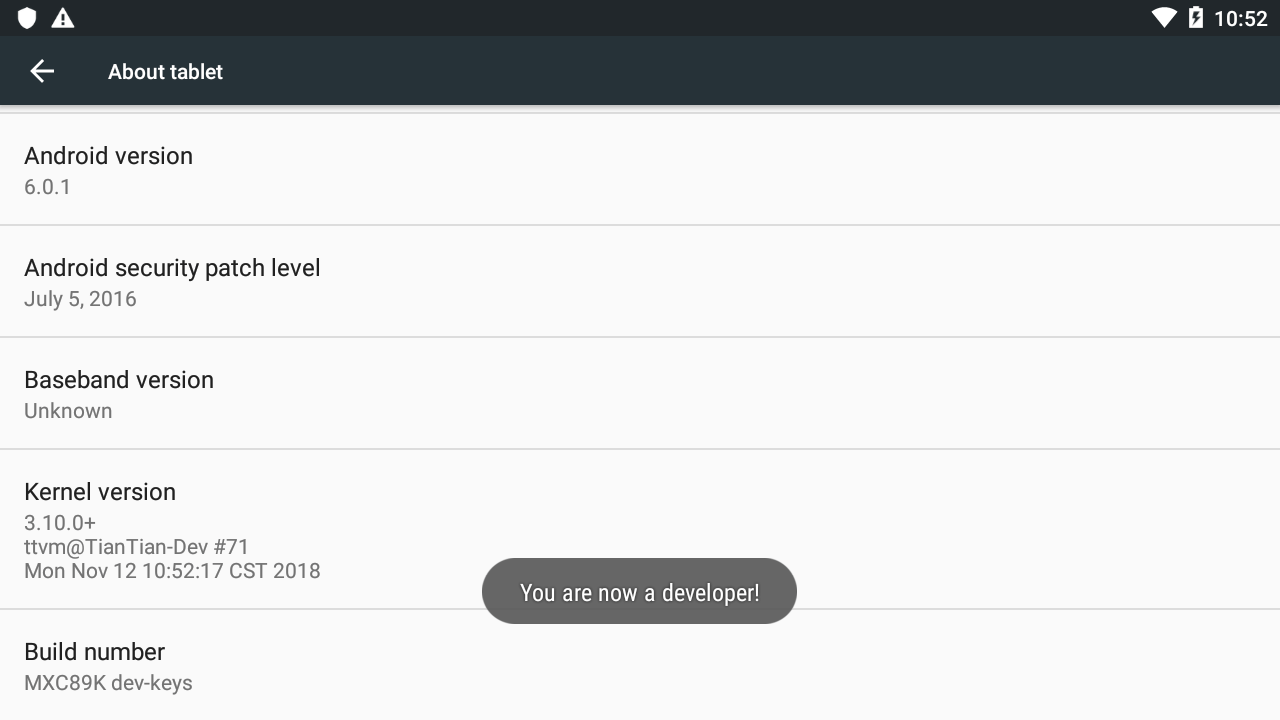 10:52
About tablet
Android version
6.0.1
Android security patch level
July 5, 2016
Baseband version
Unknown
Kernel version
3.10.0+
ttvm@TianTian-Dev #71
Mon Nov 12 10:52:17 CST 2018
You are now a developer!
Build number
MXC89K dev-keys